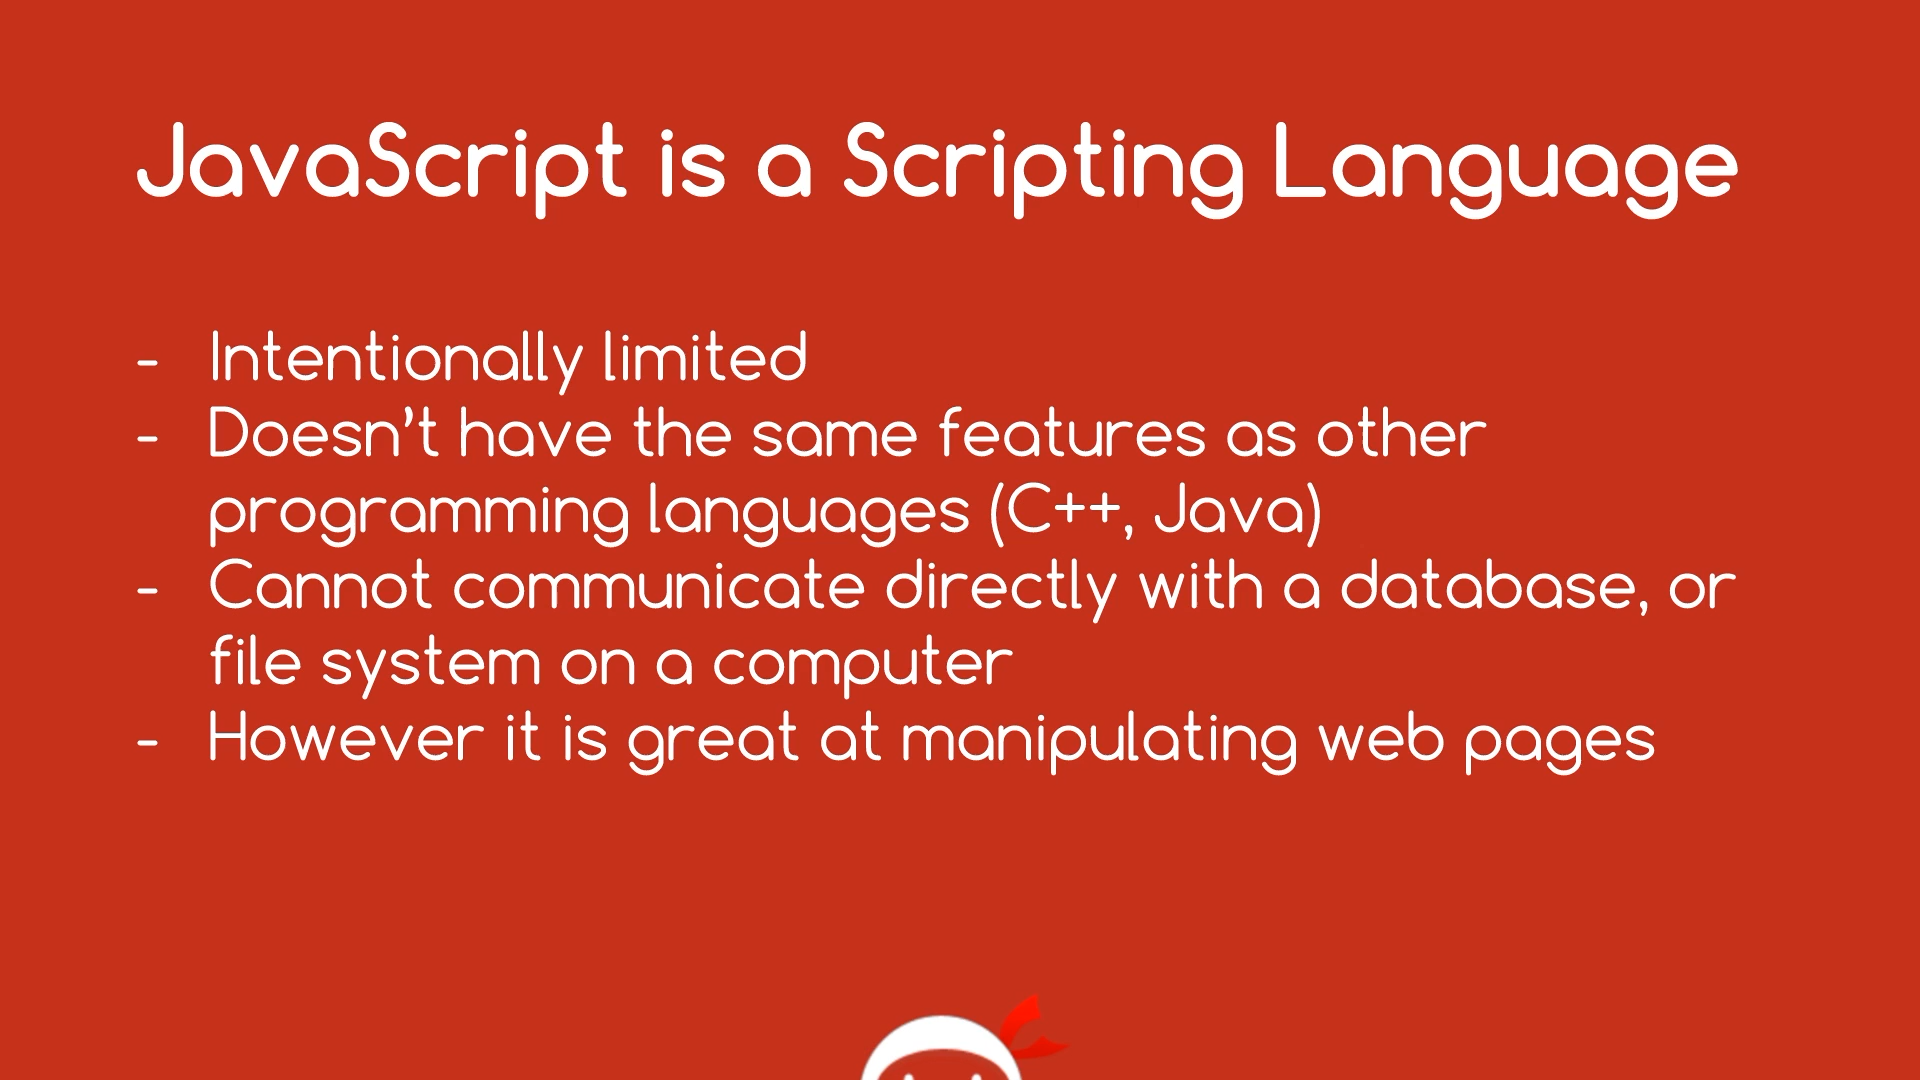 JavaScript is a Scripting Language
- Intentionally limited
- Doesn’t have the same features as other
programming languages (C++, Java)
- Cannot communicate directly with a database, or
file system on a computer
- However it is great at manipulating web pages